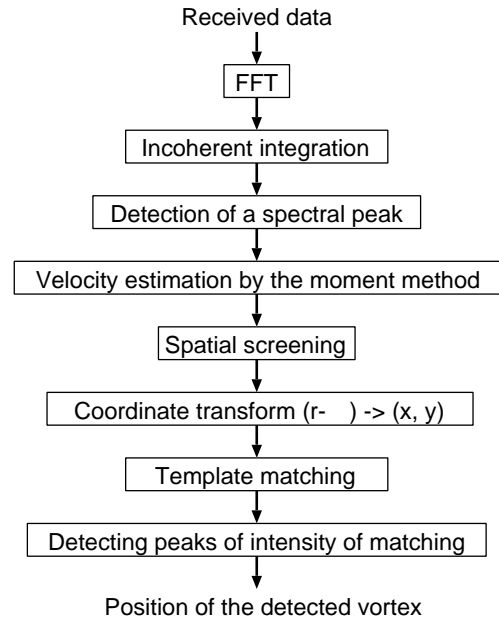 Received data
FFT
Incoherent integration
Detection of a spectral peak
Velocity estimation by the moment method
Spatial screening
Coordinate transform (r- ) -> (x, y)
Template matching
Detecting peaks of intensity of matching
Position of the detected vortex